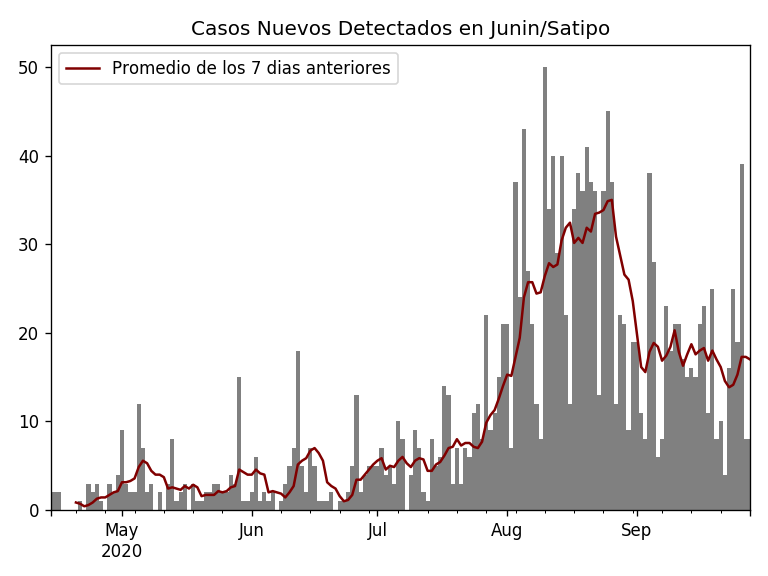 Casos Nuevos Detectados en Junin/Satipo
Promedio de los 7 dias anteriores
50
40
30
20
10
0
May Jun Jul Aug Sep
2020